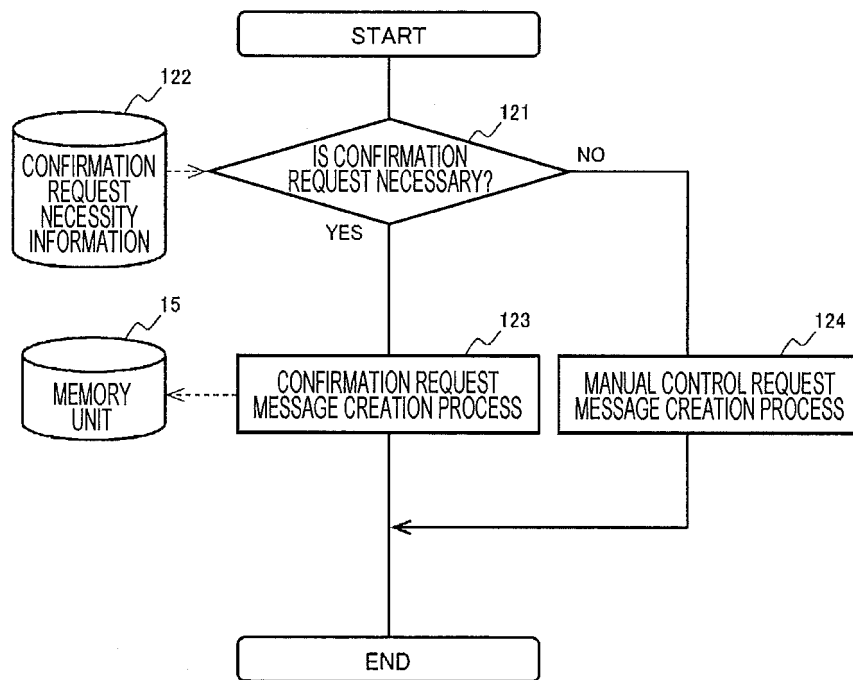 START
122
121
CONFIRMATION
REQUEST
NECESSITY
INFORMATION
IS CONFIRMATION
REQUEST NECESSARY?
NO
YES
15
MEMORY
UNIT
123
CONFIRMATION REQUEST
MESSAGE CREATION PROCESS
124
MANUAL CONTROL REQUEST
MESSAGE CREATION PROCESS
END